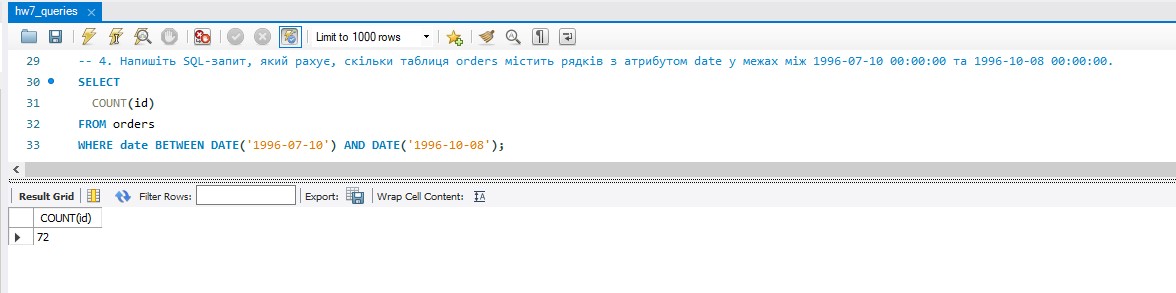 hw7_queries
Limit to 1000 rows
29 -- 4. Напишіть SQL-запит, який рахує, скільки таблиця orders містить рядків з атрибутом date у межах між 1996-07-10 00:00:00 та 1996-10-08 00:00:00.
30 SELECT
31 COUNT(id)
32 FROM orders
33 WHERE date BETWEEN DATE('1996-07-10') AND DATE('1996-10-08');
Result Grid Filter Rows: Export: Wrap Cell Content:
COUNT(id)
72